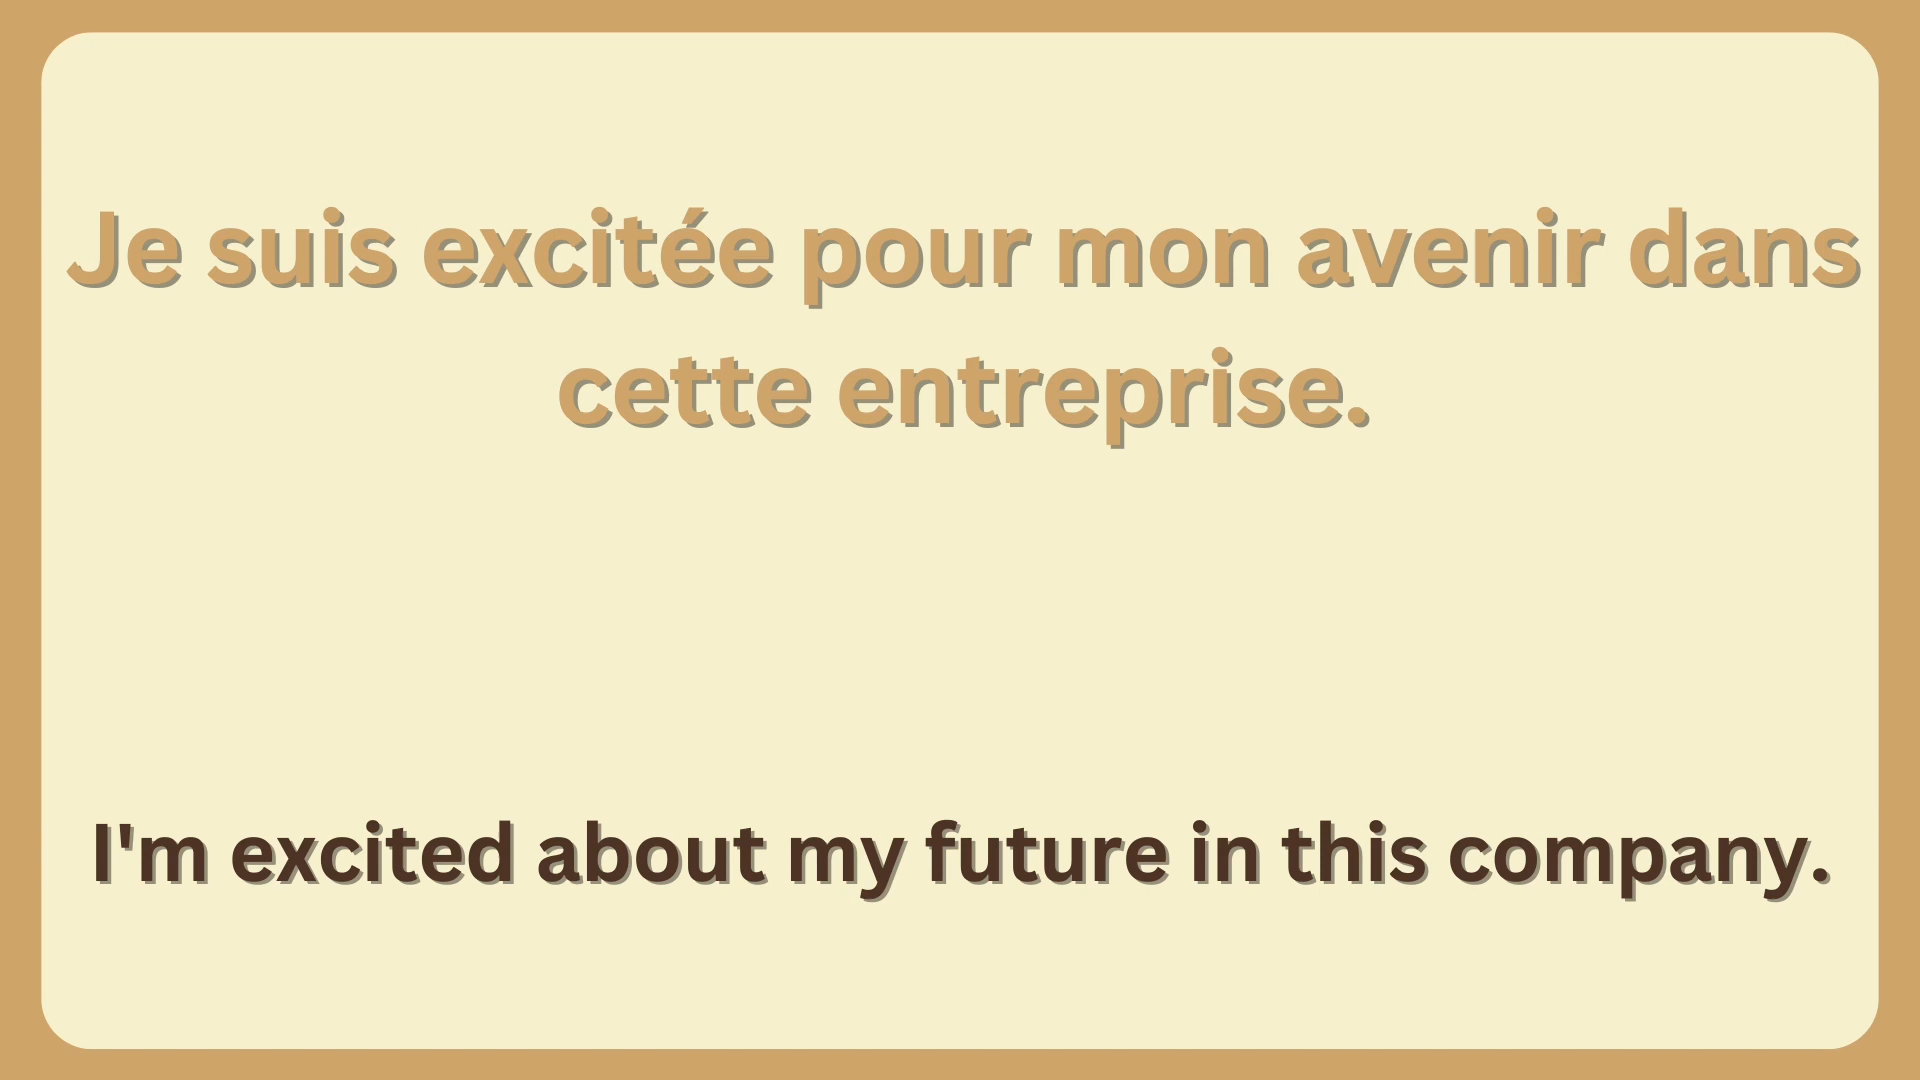 Je suis excitée pour mon avenir dans
cette entreprise.
I'm excited about my future in this company.